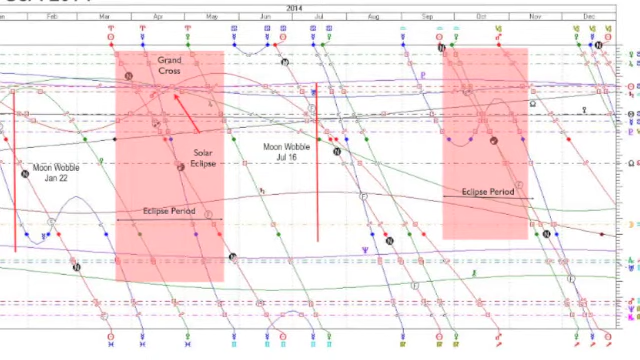 2014
Feb Mar Apr May Jun Jul Aug Sep Oct Nov Dec
Grand
Cross
Solar
Eclipse
Moon Wobble
Jan 22
Moon Wobble
Jul 16
Eclipse Period
Eclipse Period